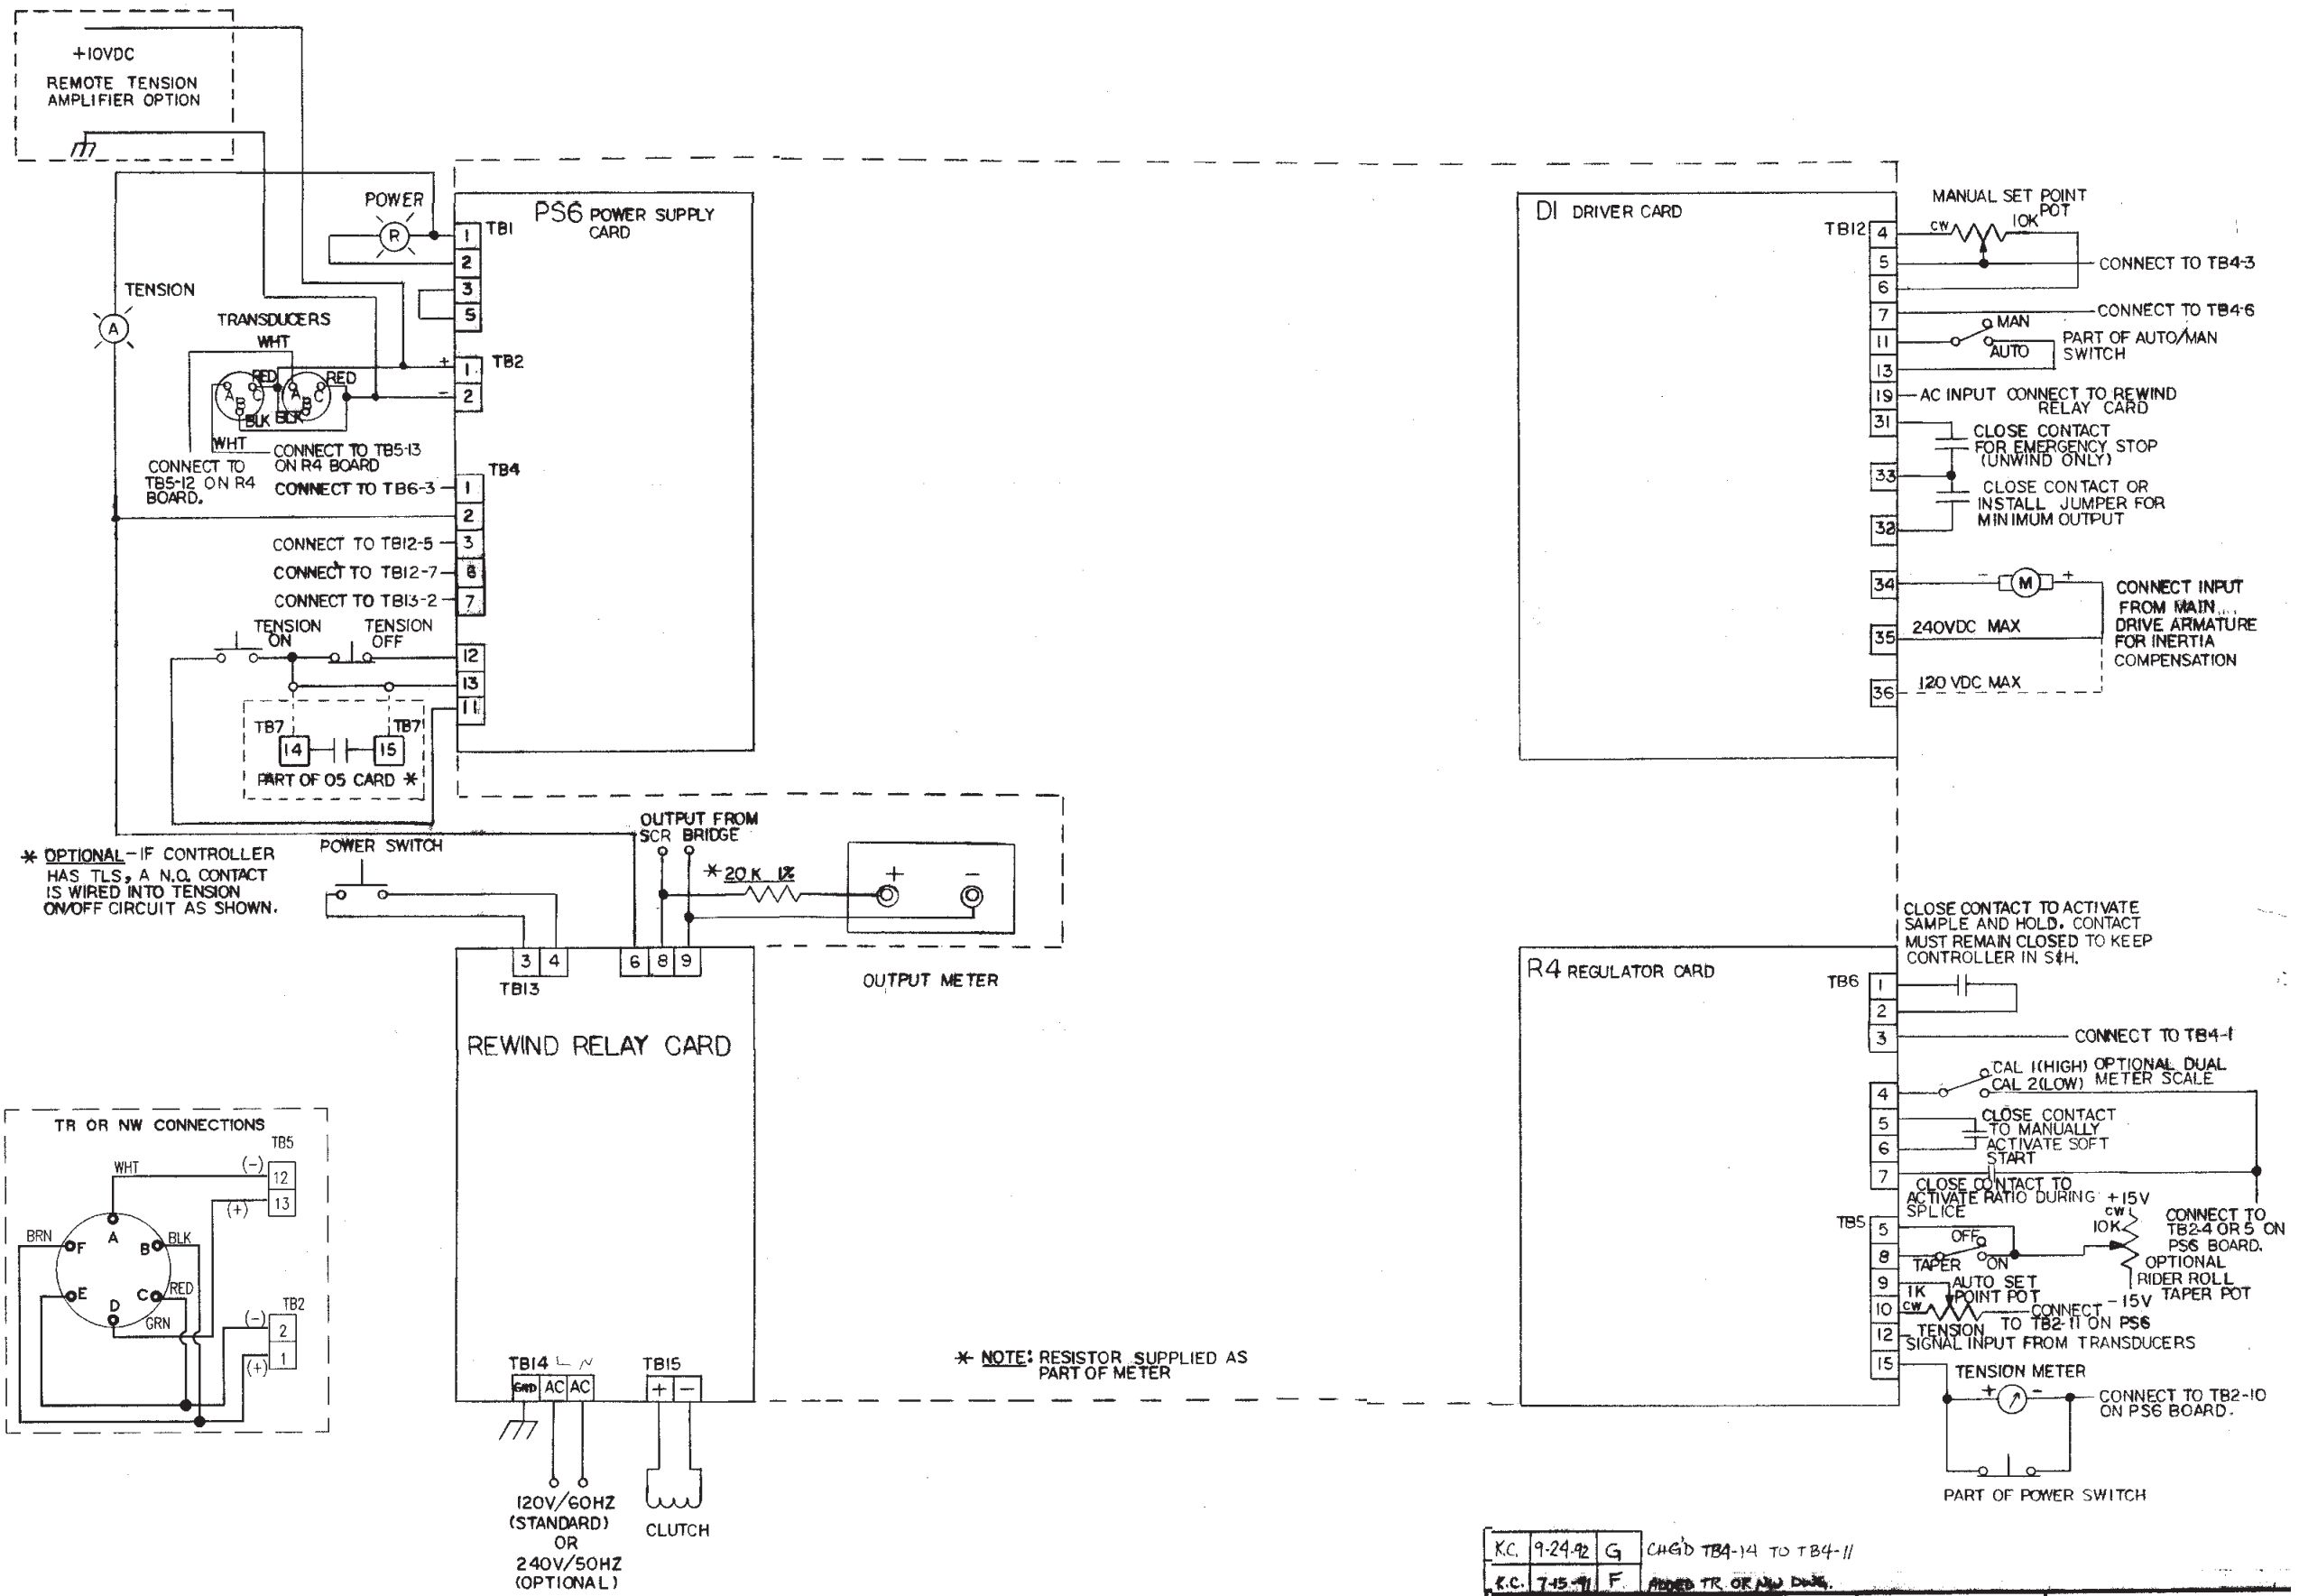 +10VDC
REMOTE TENSION
AMPLIFIER OPTION
POWER
R
PS6 POWER SUPPLY
CARD
TB1
1
2
3
5
TENSION
A
TRANSDUCERS
WHT
RED
RED
A
B
C
A
B
C
BLK
BLK
WHT
+
1
TB2
-
2
CONNECT TO
TB5-12 ON R4
BOARD.
CONNECT TO TB5-13
ON R4 BOARD
TB4
CONNECT TO TB6-3
1
2
CONNECT TO TB12-5
3
CONNECT TO TB12-7
CONNECT TO TB13-2
7
TENSION
ON
TENSION
OFF
12
13
11
TB7
TB7
14
15
PART OF O5 CARD *
* OPTIONAL-IF CONTROLLER
HAS TLS, A N.O. CONTACT
IS WIRED INTO TENSION
ON/OFF CIRCUIT AS SHOWN.
POWER SWITCH
OUTPUT FROM
SCR BRIDGE
* 20 K 1%
+
-
OUTPUT METER
3
4
6
8
9
TB13
REWIND RELAY CARD
TB14 L N
GND
AC
AC
TB15
+
-
120V/60HZ
(STANDARD)
OR
240V/50HZ
(OPTIONAL)
CLUTCH
* NOTE: RESISTOR SUPPLIED AS
PART OF METER
TR OR NW CONNECTIONS
TB5
WHT
(-)
12
13
(+)
BRN
F
A
B
BLK
E
D
C
RED
GRN
TB2
(-)
2
1
(+)
D1 DRIVER CARD
MANUAL SET POINT
POT
TB12
4
CW
10K
5
CONNECT TO TB4-3
6
7
CONNECT TO TB4-6
MAN
11
AUTO
PART OF AUTO/MAN
SWITCH
13
19
AC INPUT CONNECT TO REWIND
RELAY CARD
31
CLOSE CONTACT
FOR EMERGENCY STOP
(UNWIND ONLY)
33
CLOSE CONTACT OR
INSTALL JUMPER FOR
MINIMUM OUTPUT
32
34
-
M
+
CONNECT INPUT
FROM MAIN
DRIVE ARMATURE
FOR INERTIA
COMPENSATION
35
240VDC MAX
36
120 VDC MAX
CLOSE CONTACT TO ACTIVATE
SAMPLE AND HOLD. CONTACT
MUST REMAIN CLOSED TO KEEP
CONTROLLER IN S&H.
R4 REGULATOR CARD
TB6
1
2
3
CONNECT TO TB4-1
CAL 1(HIGH)
CAL 2(LOW)
OPTIONAL DUAL
METER SCALE
4
5
6
7
CLOSE CONTACT
TO MANUALLY
ACTIVATE SOFT
START
CLOSE CONTACT TO
ACTIVATE RATIO DURING
SPLICE
+15V
CW
10K
CONNECT TO
TB2-4 OR 5 ON
PS6 BOARD.
TB5
5
OFF
8
TAPER
ON
OPTIONAL
RIDER ROLL
TAPER POT
9
1K
AUTO SET
POINT POT
-15V
10
CW
CONNECT
TO TB2-11 ON PS6
12
TENSION
SIGNAL INPUT FROM TRANSDUCERS
15
TENSION METER
+
-
CONNECT TO TB2-10
ON PS6 BOARD.
PART OF POWER SWITCH
K.C. 9-24-92 G CHG'D TB4-14 TO TB4-11
K.C. 7-15-91 F ADDED TR OR NW DWG.